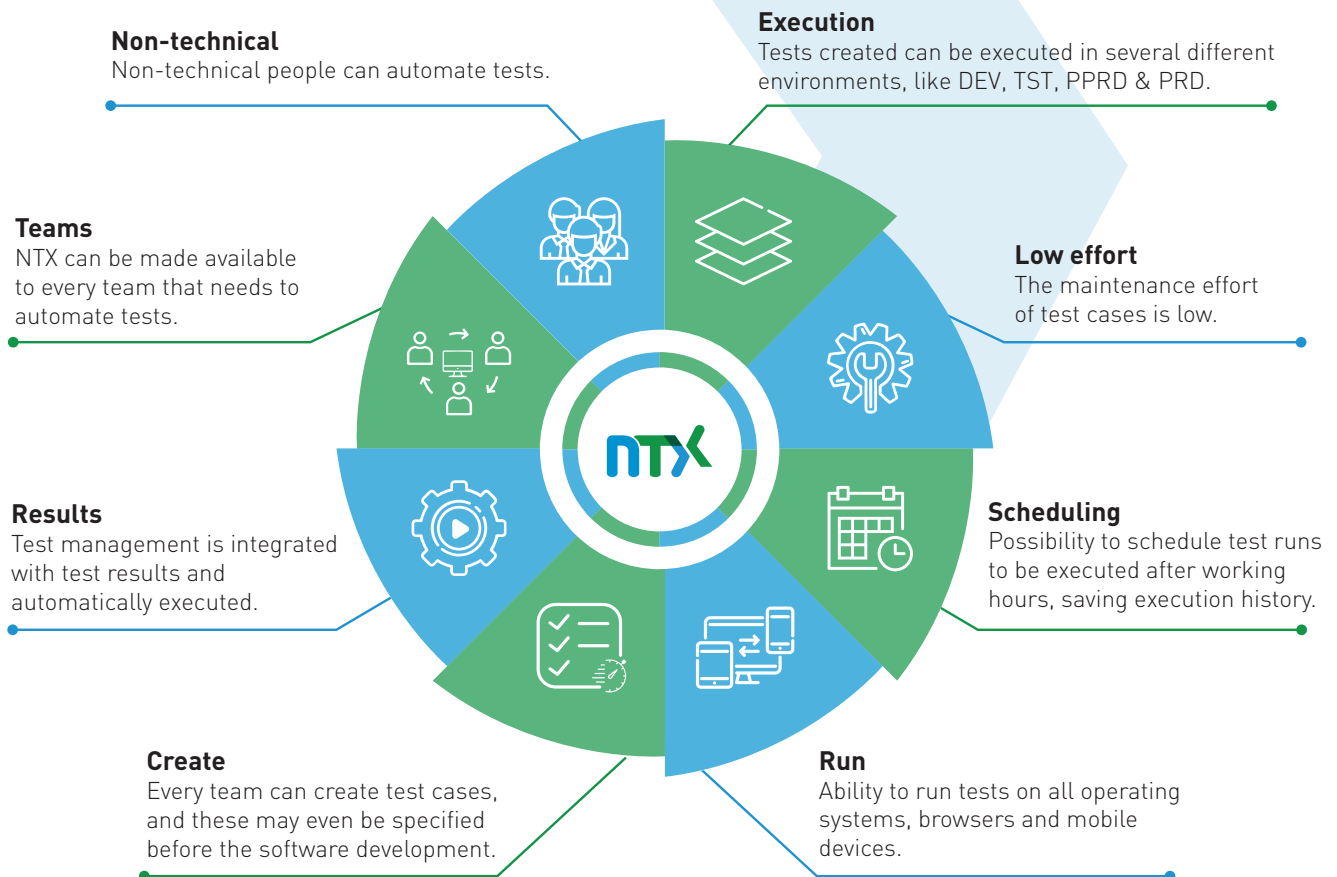 Non-technical
Non-technical people can automate tests.
Execution
Tests created can be executed in several different
environments, like DEV, TST, PPRD & PRD.
Teams
NTX can be made available
to every team that needs to
automate tests.
Low effort
The maintenance effort
of test cases is low.
NTX
Results
Test management is integrated
with test results and
automatically executed.
Scheduling
Possibility to schedule test runs
to be executed after working
hours, saving execution history.
Create
Every team can create test cases,
and these may even be specified
before the software development.
Run
Ability to run tests on all operating
systems, browsers and mobile
devices.